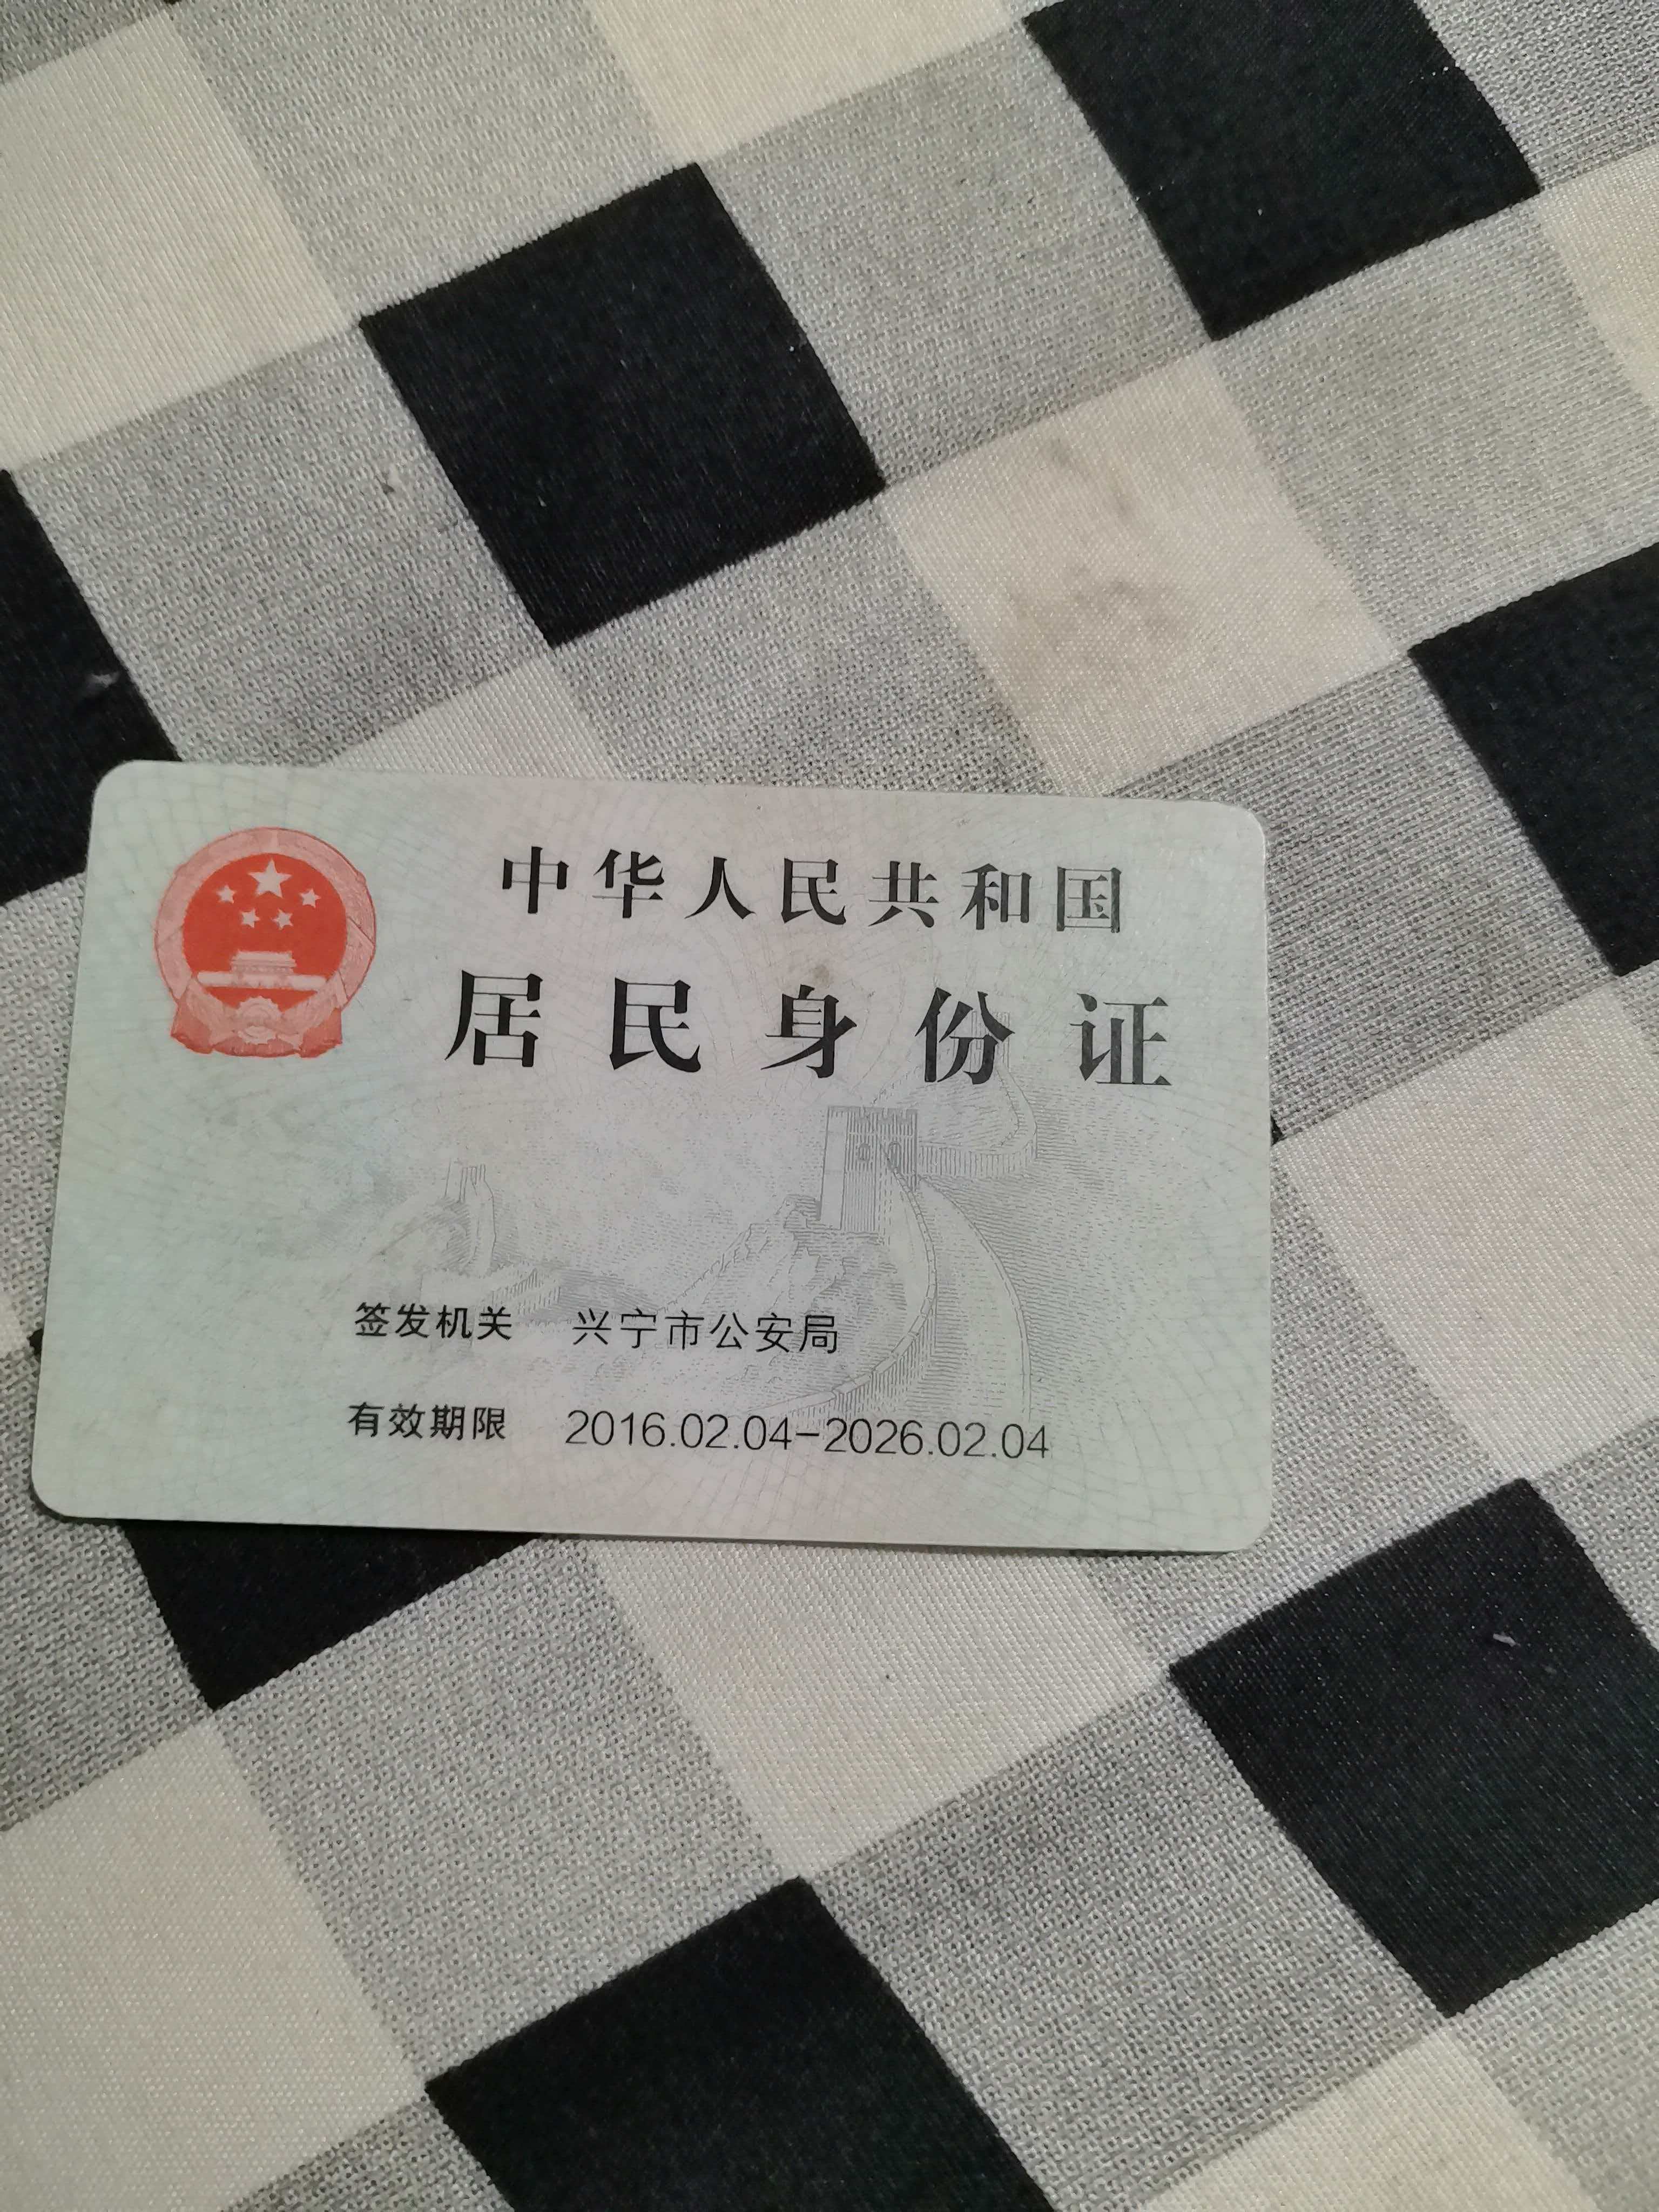 中华人民共和国
居民身份证
签发机关 兴宁市公安局
有效期限 2016.02.04-2026.02.04